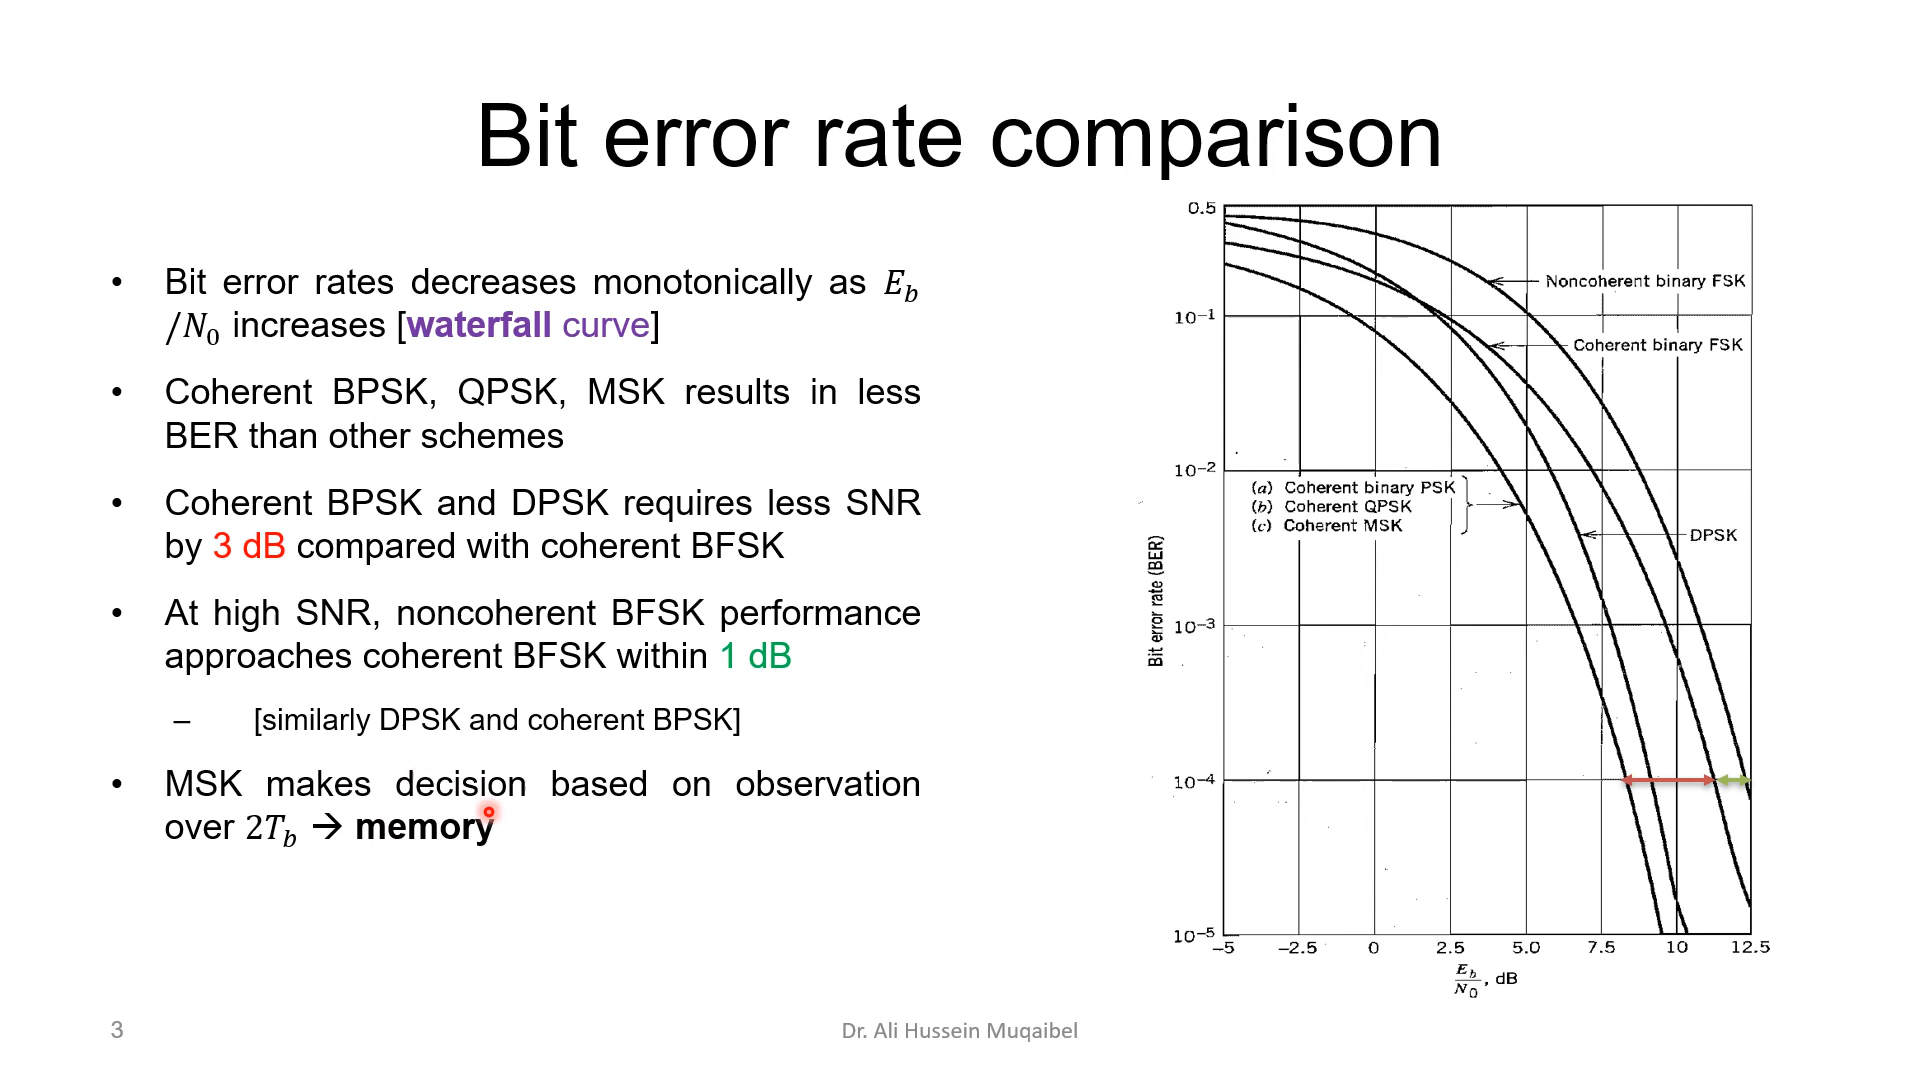 Bit error rate comparison
• Bit error rates decreases monotonically as E_b
/N_0 increases [waterfall curve]
• Coherent BPSK, QPSK, MSK results in less
BER than other schemes
• Coherent BPSK and DPSK requires less SNR
by 3 dB compared with coherent BFSK
• At high SNR, noncoherent BFSK performance
approaches coherent BFSK within 1 dB
– [similarly DPSK and coherent BPSK]
• MSK makes decision based on observation
over 2T_b → memory
0.5
Noncoherent binary FSK
10^−1
Coherent binary FSK
10^−2
(a) Coherent binary PSK
(b) Coherent QPSK
(c) Coherent MSK
DPSK
Bit error rate (BER)
10^−3
10^−4
10^−5
−5 −2.5 0 2.5 5.0 7.5 10 12.5
E_b
N_0 , dB
3
Dr. Ali Hussein Muqaibel